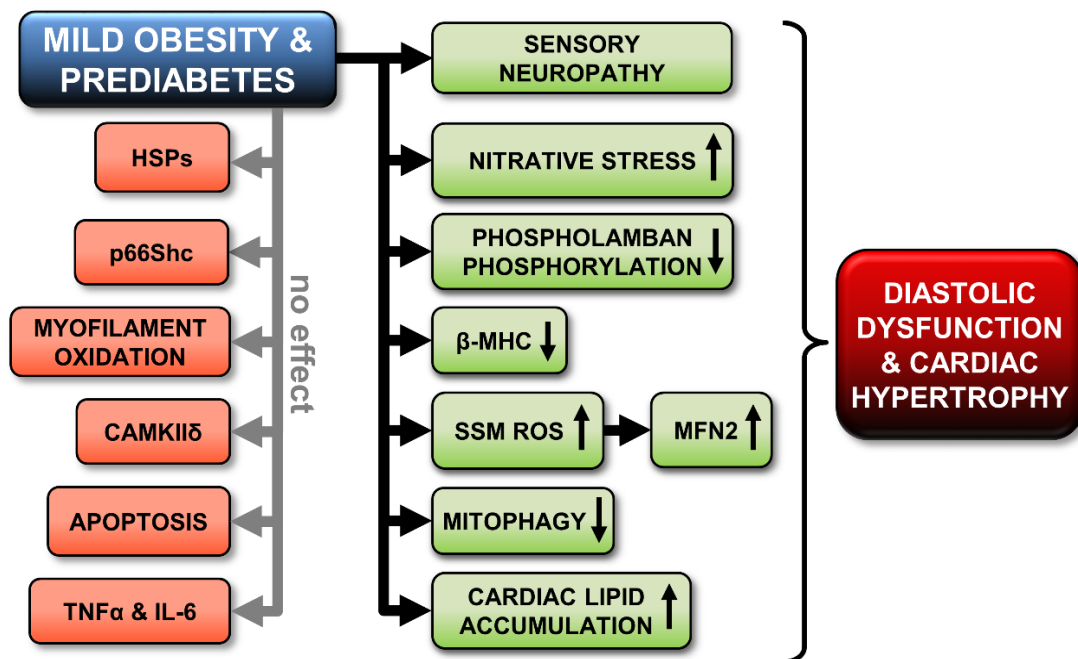 MILD OBESITY &
PREDIABETES
HSPs
p66Shc
MYOFILAMENT
OXIDATION
CAMKIIδ
APOPTOSIS
TNFα & IL-6
no effect
SENSORY
NEUROPATHY
NITRATIVE STRESS
PHOSPHOLAMBAN
PHOSPHORYLATION
β-MHC
SSM ROS
MFN2
MITOPHAGY
CARDIAC LIPID
ACCUMULATION
DIASTOLIC
DYSFUNCTION
& CARDIAC
HYPERTROPHY